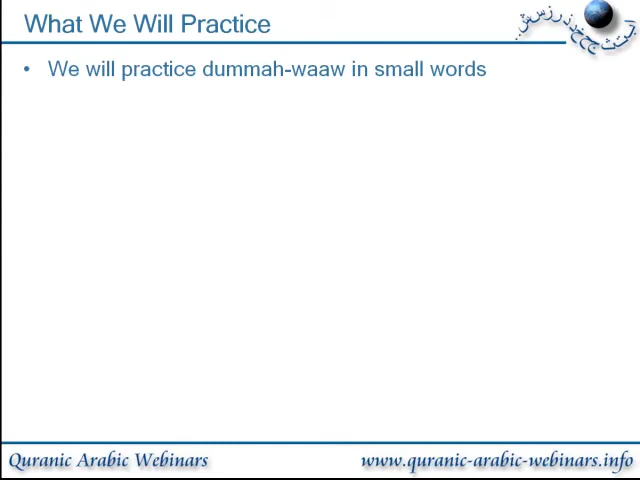 What We Will Practice
• We will practice dummah-waaw in small words
Quranic Arabic Webinars
www.quranic-arabic-webinars.info